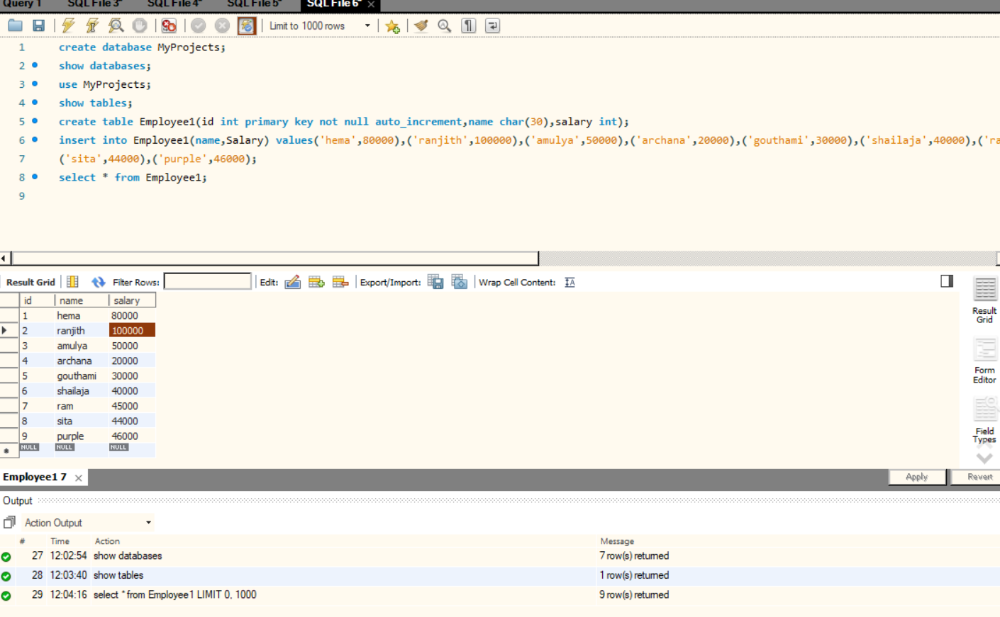 Query 1 SQL File 3* SQL File 4* SQL File 5* SQL File 6*
Limit to 1000 rows
1 create database MyProjects;
2 show databases;
3 use MyProjects;
4 show tables;
5 create table Employee1(id int primary key not null auto_increment,name char(30),salary int);
6 insert into Employee1(name,Salary) values('hema',80000),('ranjith',100000),('amulya',50000),('archana',20000),('gouthami',30000),('shailaja',40000),('ra
7 ('sita',44000),('purple',46000);
8 select * from Employee1;
9
Result Grid Filter Rows: Edit: Export/Import: Wrap Cell Content:
id name salary
1 hema 80000
2 ranjith 100000
3 amulya 50000
4 archana 20000
5 gouthami 30000
6 shailaja 40000
7 ram 45000
8 sita 44000
9 purple 46000
NULL NULL NULL
Result
Grid
Form
Editor
Field
Types
Employee1 7 Apply Revert
Output
Action Output
# Time Action Message
27 12:02:54 show databases 7 row(s) returned
28 12:03:40 show tables 1 row(s) returned
29 12:04:16 select * from Employee1 LIMIT 0, 1000 9 row(s) returned